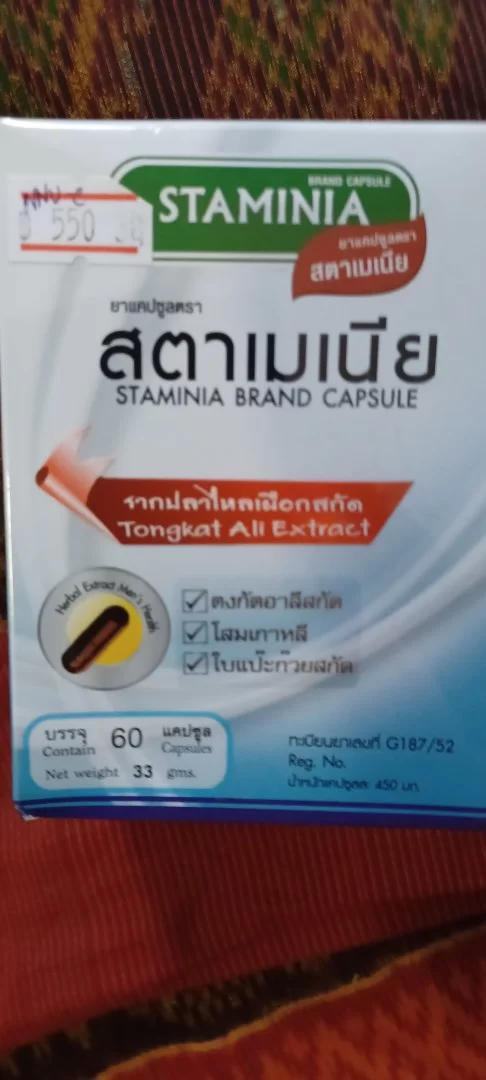 BRAND CAPSULE
STAMINIA
550
ยาแคปซูลตรา
สตาเมเนีย
ยาแคปซูลตรา
สตาเมเนีย
STAMINIA BRAND CAPSULE
รากปลาไหลเผือกสกัด
Tongkat Ali Extract
Herbal Extract Men's Health
ตงกัตอาลีสกัด
โสมเกาหลี
ใบแป๊ะก๊วยสกัด
บรรจุ 60 แคปซูล
Contain Capsules
Net weight 33 gms.
ทะเบียนยาเลขที่ G187/52
Reg. No.
น้ำหนักแคปซูลละ 450 มก.